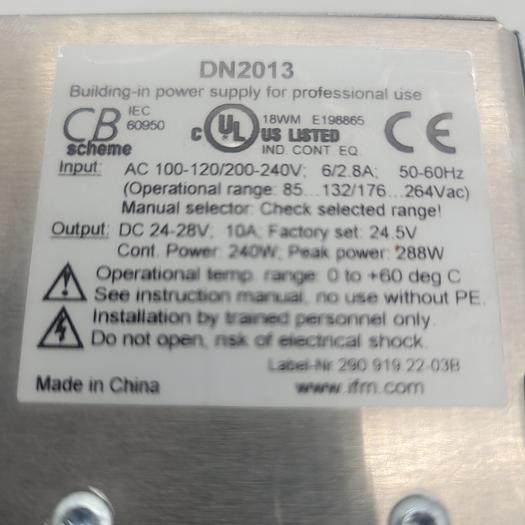 DN2013
Building-in power supply for professional use
CB scheme
IEC 60950
c UL US LISTED
18WM E198865
IND. CONT. EQ.
CE
Input: AC 100-120/200-240V; 6/2.8A; 50-60Hz
(Operational range: 85...132/176...264Vac)
Manual selector: Check selected range!
Output: DC 24-28V; 10A; Factory set: 24.5V
Cont. Power: 240W; Peak power: 288W
Operational temp. range: 0 to +60 deg C
See instruction manual, no use without PE.
Installation by trained personnel only.
Do not open, risk of electrical shock.
Label-Nr 290 919 22-03B
Made in China
www.ifm.com